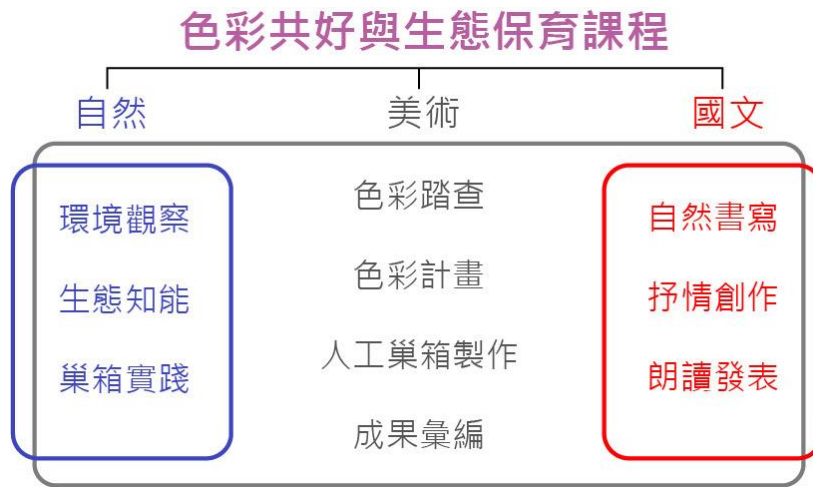 色彩共好與生態保育課程
自然
美術
國文
環境觀察
生態知能
巢箱實踐
色彩踏查
色彩計畫
人工巢箱製作
成果彙編
自然書寫
抒情創作
朗讀發表